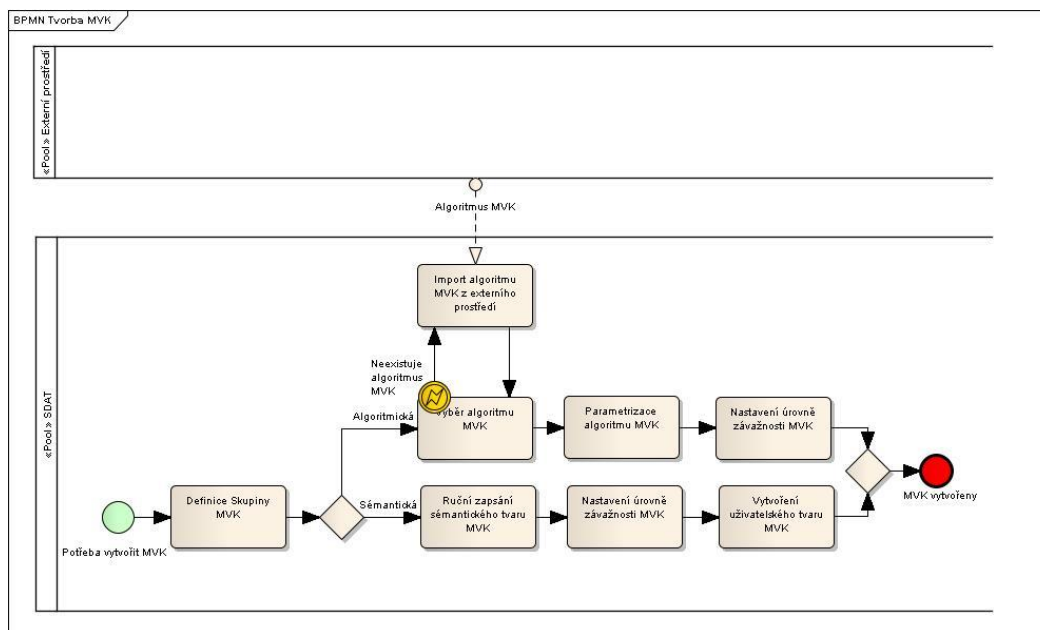 BPMN Tvorba MVK
«Pool» Externí prostředí
Algoritmus MVK
«Pool» SDAT
Import algoritmu
MVK z externího
prostředí
Neexistuje
algoritmus
MVK
Algoritmická
Výběr algoritmu
MVK
Parametrizace
algoritmu MVK
Nastavení úrovně
závažnosti MVK
MVK vytvořeny
Potřeba vytvořit MVK
Definice Skupiny
MVK
Sémantická
Ruční zapsání
sémantického tvaru
MVK
Nastavení úrovně
závažnosti MVK
Vytvoření
uživatelského tvaru
MVK